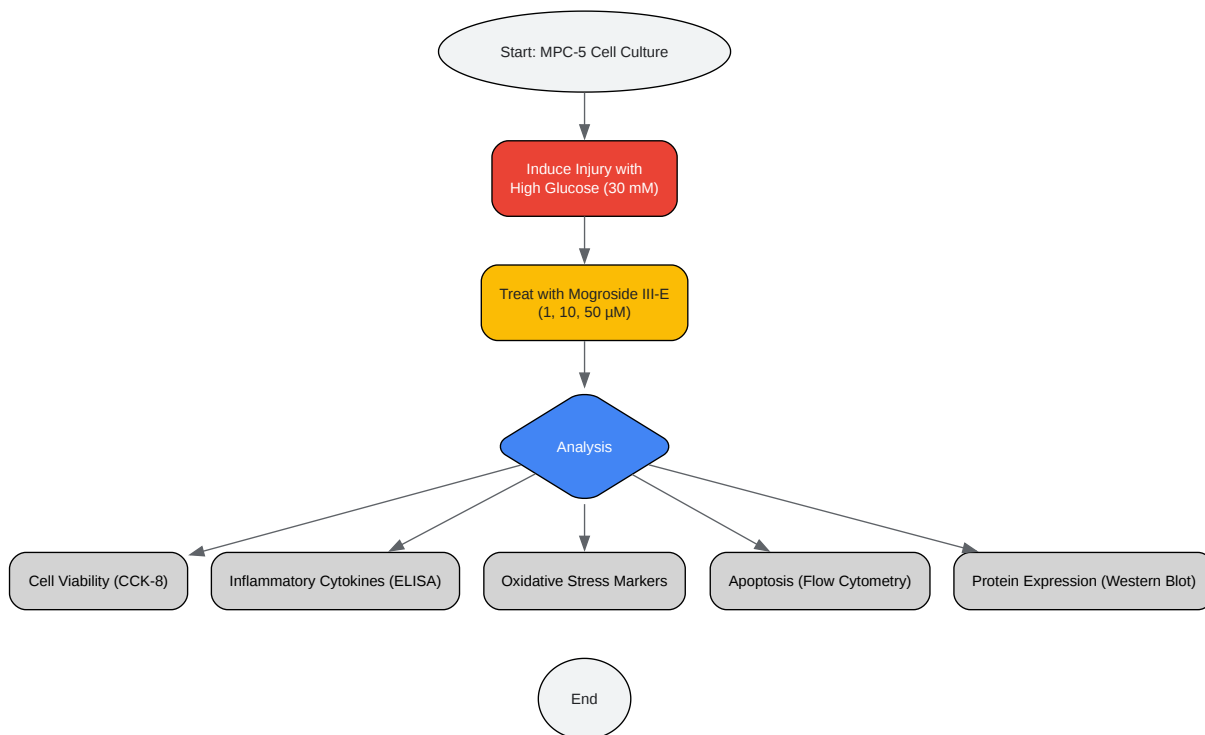 Start: MPC-5 Cell Culture
Induce Injury with
High Glucose (30 mM)
Treat with Mogroside III-E
(1, 10, 50 µM)
Analysis
Cell Viability (CCK-8)
Inflammatory Cytokines (ELISA)
Oxidative Stress Markers
Apoptosis (Flow Cytometry)
Protein Expression (Western Blot)
End